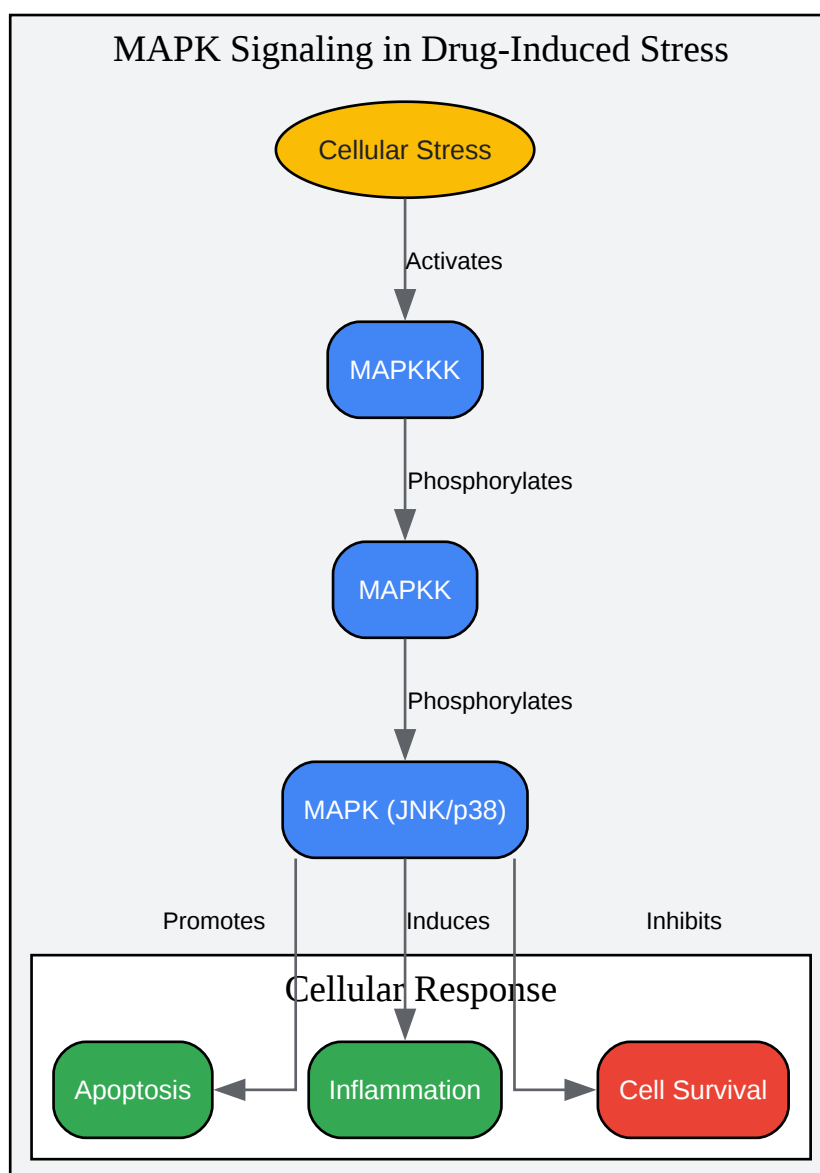 MAPK Signaling in Drug-Induced Stress
Cellular Stress
Activates
MAPKKK
Phosphorylates
MAPKK
Phosphorylates
MAPK (JNK/p38)
Promotes
Induces
Inhibits
Cellular Response
Apoptosis
Inflammation
Cell Survival